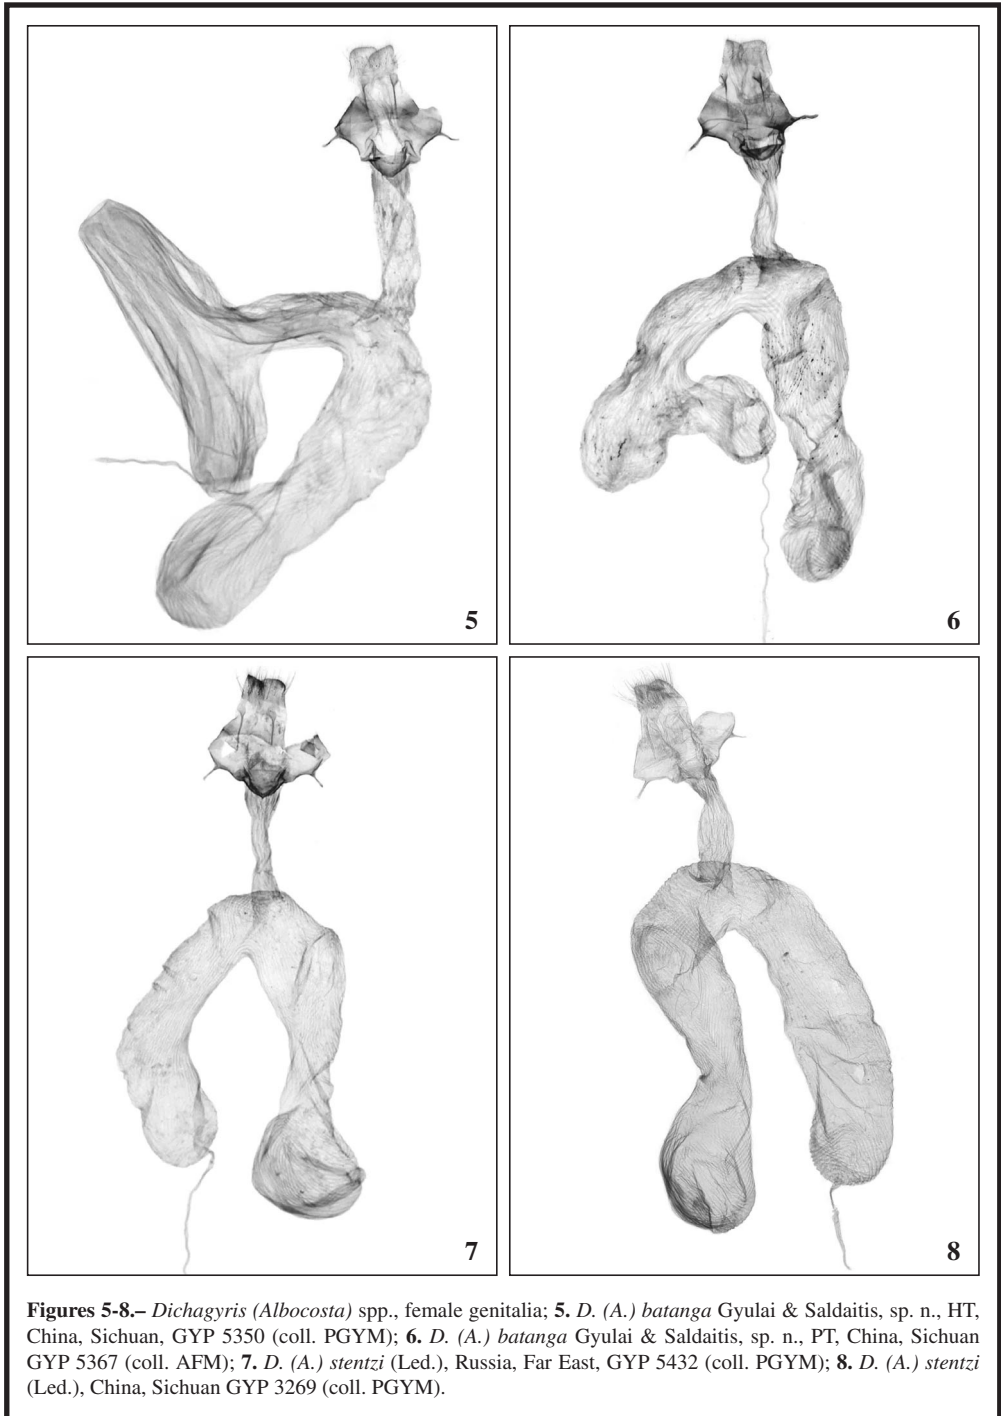 5
6
7
8
Figures 5-8.– Dichagyris (Albocosta) spp., female genitalia; 5. D. (A.) batanga Gyulai & Saldaitis, sp. n., HT,
China, Sichuan, GYP 5350 (coll. PGYM); 6. D. (A.) batanga Gyulai & Saldaitis, sp. n., PT, China, Sichuan
GYP 5367 (coll. AFM); 7. D. (A.) stentzi (Led.), Russia, Far East, GYP 5432 (coll. PGYM); 8. D. (A.) stentzi
(Led.), China, Sichuan GYP 3269 (coll. PGYM).